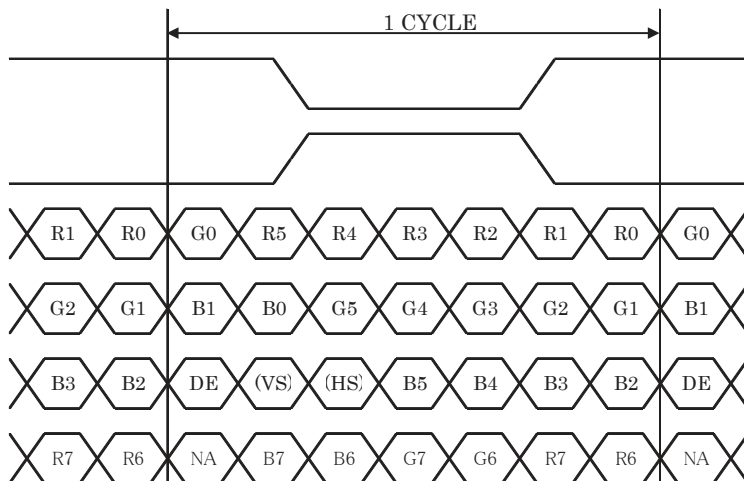 1 CYCLE
R1 R0 G0 R5 R4 R3 R2 R1 R0 G0
G2 G1 B1 B0 G5 G4 G3 G2 G1 B1
B3 B2 DE (VS) (HS) B5 B4 B3 B2 DE
R7 R6 NA B7 B6 G7 G6 R7 R6 NA